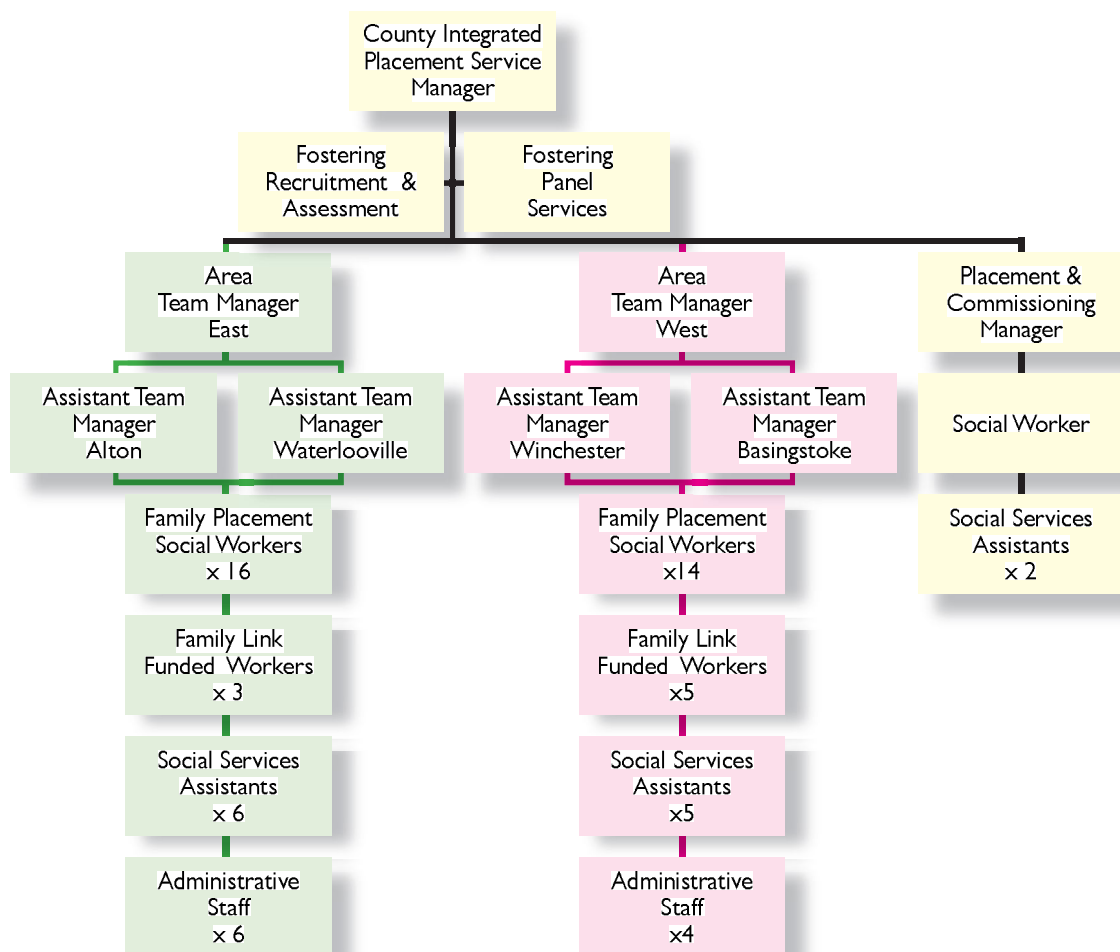 County Integrated
Placement Service
Manager
Fostering
Recruitment &
Assessment
Fostering
Panel
Services
Area
Team Manager
East
Area
Team Manager
West
Placement &
Commissioning
Manager
Assistant Team
Manager
Alton
Assistant Team
Manager
Waterlooville
Assistant Team
Manager
Winchester
Assistant Team
Manager
Basingstoke
Social Worker
Family Placement
Social Workers
x 16
Family Placement
Social Workers
x14
Social Services
Assistants
x 2
Family Link
Funded Workers
x 3
Family Link
Funded Workers
x5
Social Services
Assistants
x 6
Social Services
Assistants
x5
Administrative
Staff
x 6
Administrative
Staff
x4